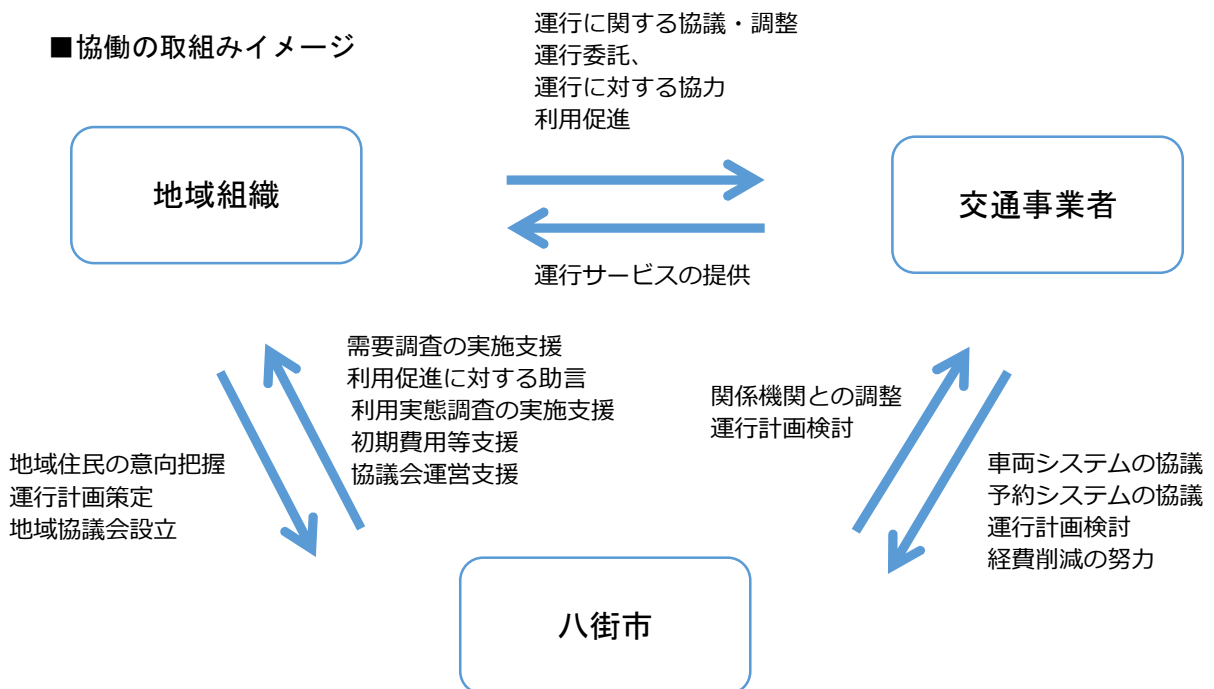 ■協働の取組みイメージ
運行に関する協議・調整
運行委託、
運行に対する協力
利用促進
地域組織
交通事業者
運行サービスの提供
需要調査の実施支援
利用促進に対する助言
利用実態調査の実施支援
初期費用等支援
協議会運営支援
関係機関との調整
運行計画検討
地域住民の意向把握
運行計画策定
地域協議会設立
車両システムの協議
予約システムの協議
運行計画検討
経費削減の努力
八街市